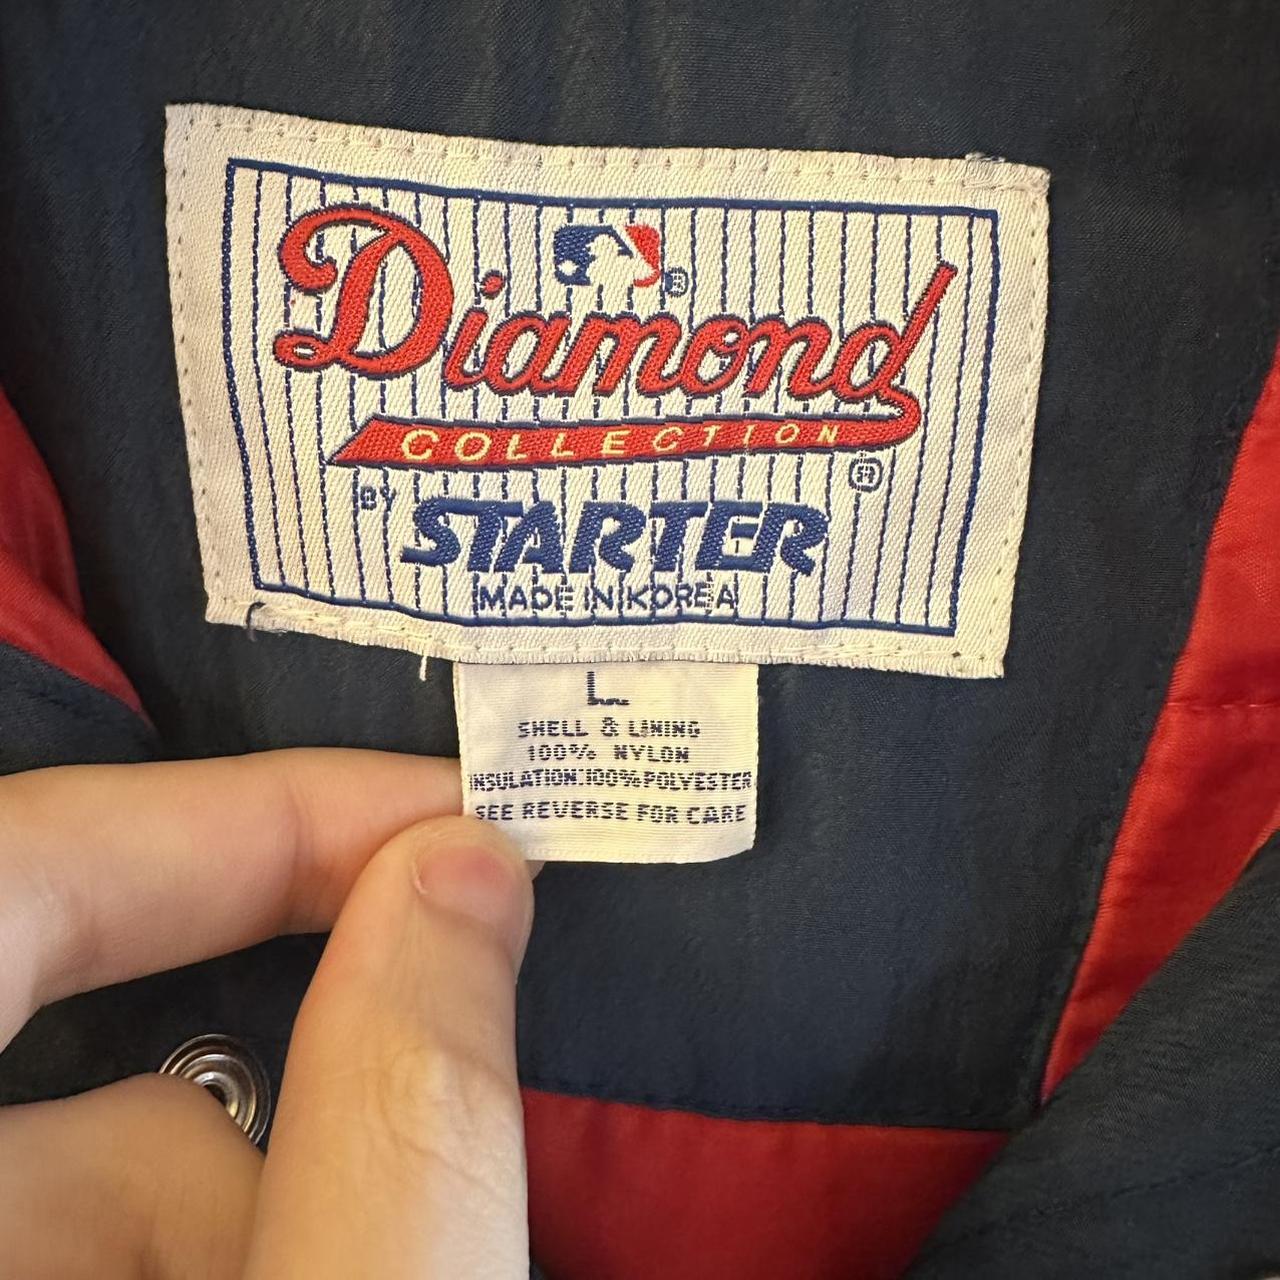 ®
Diamond
COLLECTION
®
BY STARTER
MADE IN KOREA
L
SHELL & LINING
100% NYLON
INSULATION:100%POLYESTER
SEE REVERSE FOR CARE